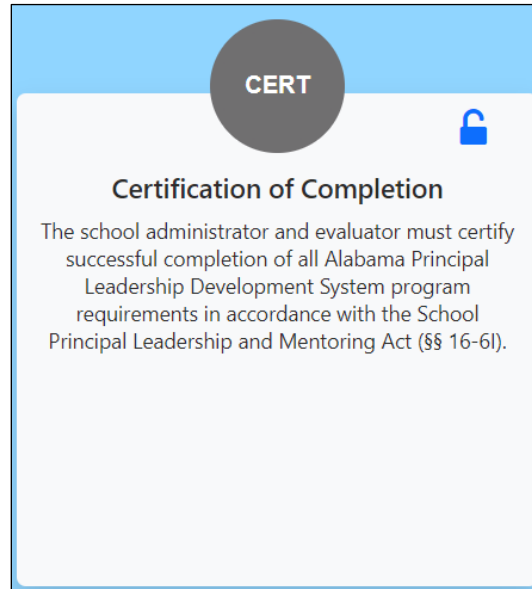 CERT
Certification of Completion
The school administrator and evaluator must certify
successful completion of all Alabama Principal
Leadership Development System program
requirements in accordance with the School
Principal Leadership and Mentoring Act (§§ 16-6I).